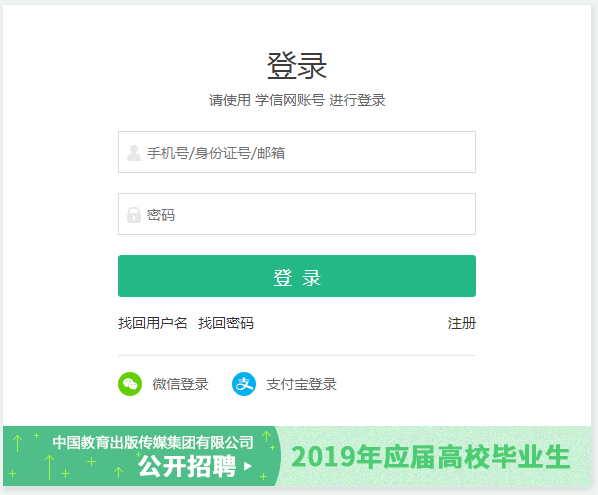 登录
请使用 学信网账号 进行登录
手机号/身份证号/邮箱
密码
登 录
找回用户名 找回密码 注册
微信登录 支付宝登录
中国教育出版传媒集团有限公司
公开招聘
2019年应届高校毕业生